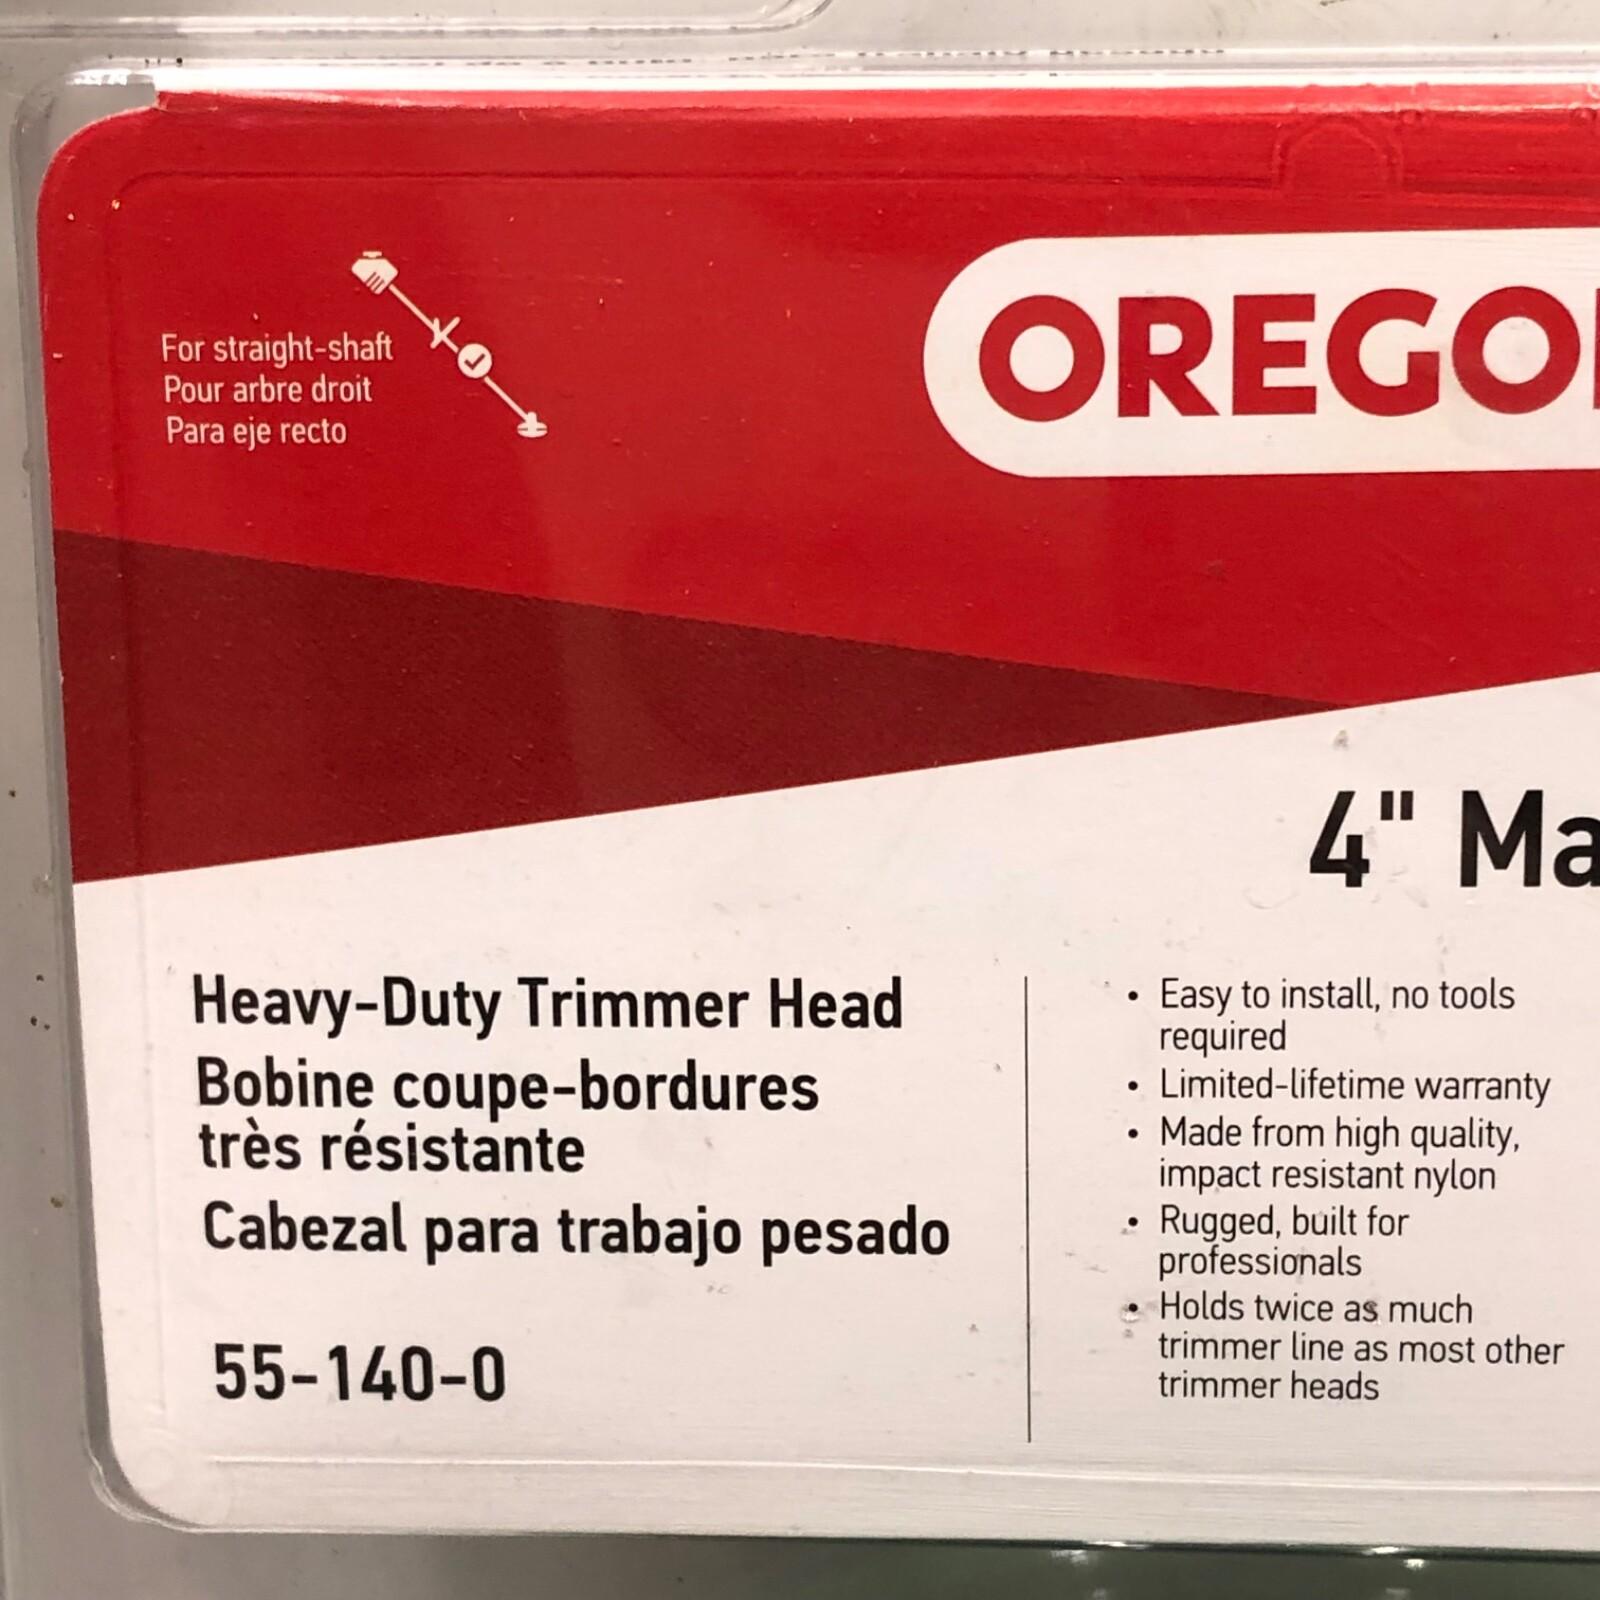 For straight-shaft
Pour arbre droit
Para eje recto
OREGO
4" Ma
Heavy-Duty Trimmer Head
Bobine coupe-bordures
très résistante
Cabezal para trabajo pesado
55-140-0
• Easy to install, no tools
required
• Limited-lifetime warranty
• Made from high quality,
impact resistant nylon
• Rugged, built for
professionals
• Holds twice as much
trimmer line as most other
trimmer heads